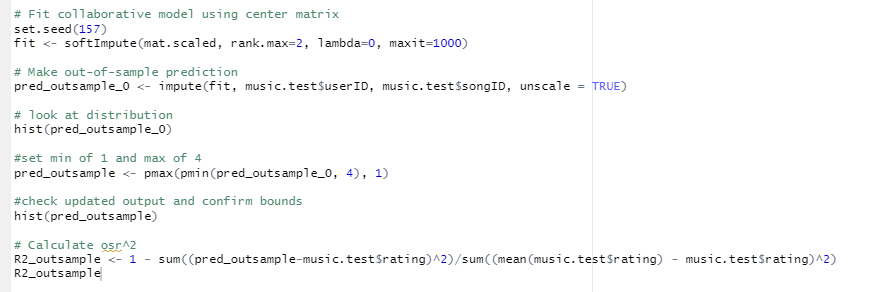 # Fit collaborative model using center matrix
set.seed(157)
fit <- softImpute(mat.scaled, rank.max=2, lambda=0, maxit=1000)
# Make out-of-sample prediction
pred_outsample_0 <- impute(fit, music.test$userID, music.test$songID, unscale = TRUE)
# look at distribution
hist(pred_outsample_0)
#set min of 1 and max of 4
pred_outsample <- pmax(pmin(pred_outsample_0, 4), 1)
#check updated output and confirm bounds
hist(pred_outsample)
# Calculate osr^2
R2_outsample <- 1 - sum((pred_outsample-music.test$rating)^2)/sum((mean(music.test$rating) - music.test$rating)^2)
R2_outsample